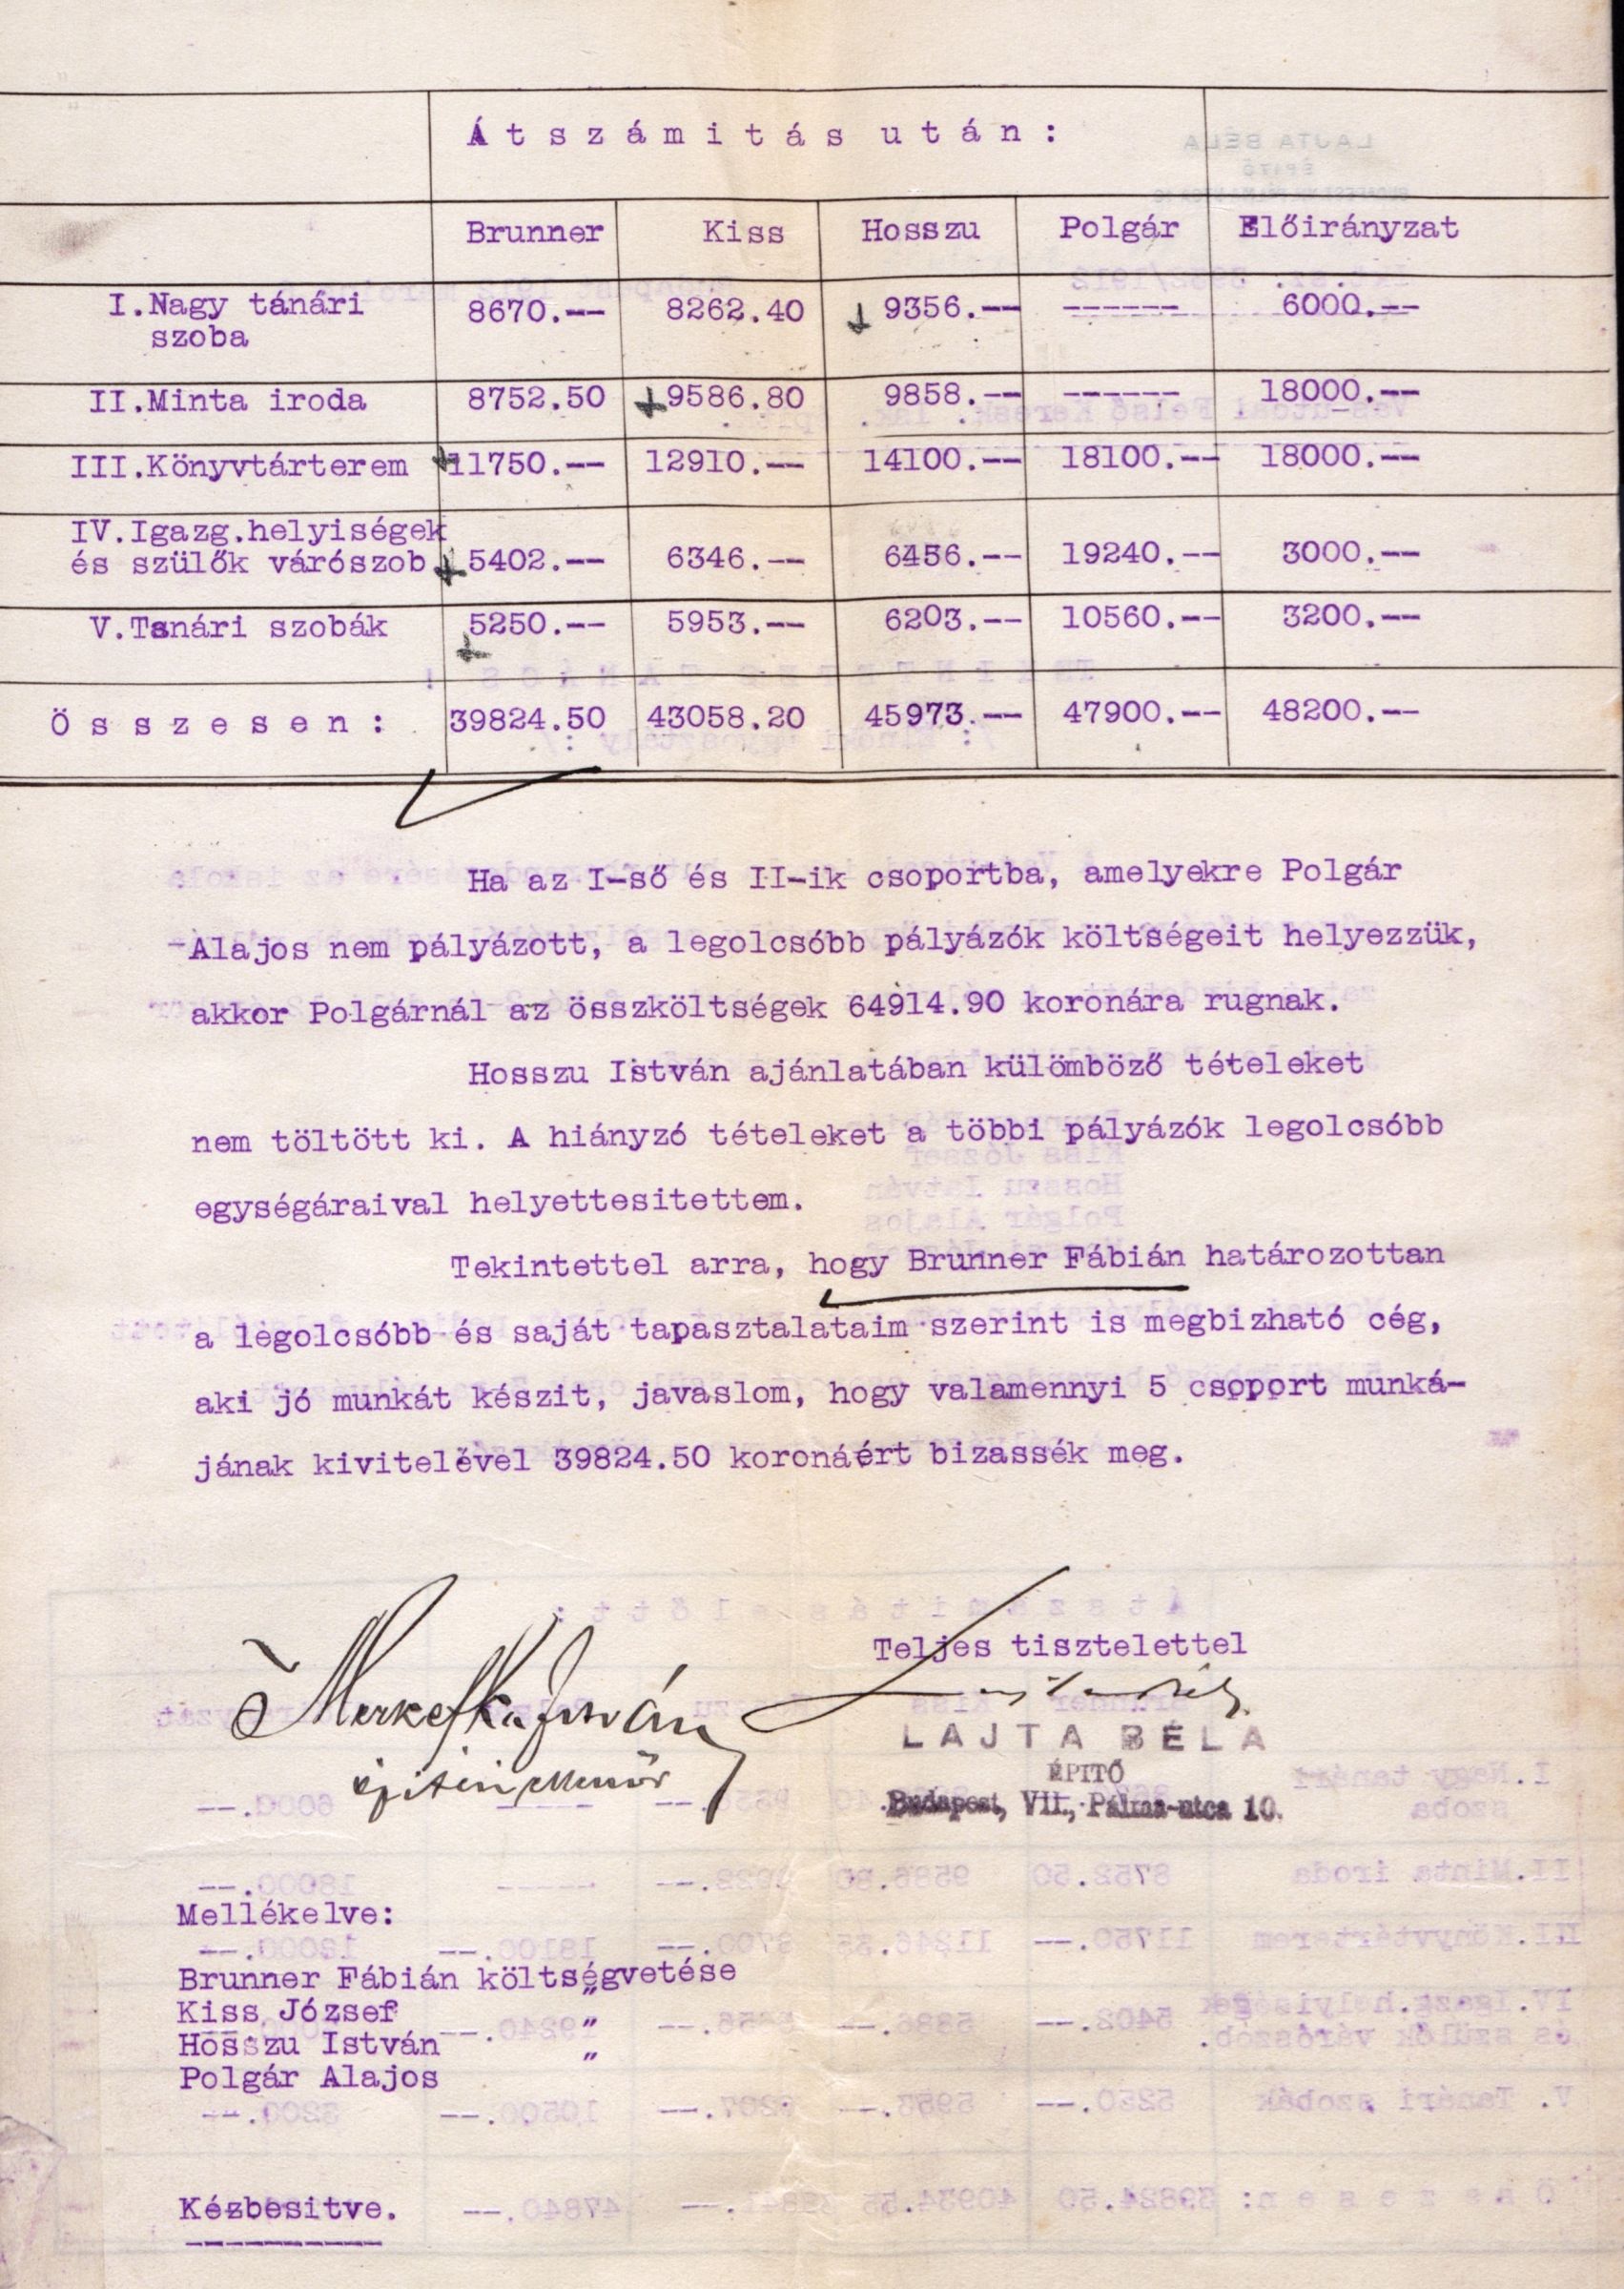 Átszámitás után:
Brunner Kiss Hosszu Polgár Előirányzat
I.Nagy tánári szoba 8670.-- 8262.40 9356.-- ------ 6000.--
II.Minta iroda 8752.50 9586.80 9858.-- ------ 18000.--
III.Könyvtárterem 11750.-- 12910.-- 14100.-- 18100.-- 18000.--
IV.Igazg.helyiségek
és szülők várószob. 5402.-- 6346.-- 6456.-- 19240.-- 3000.--
V.Tanári szobák 5250.-- 5953.-- 6203.-- 10560.-- 3200.--
Összesen: 39824.50 43058.20 45973.-- 47900.-- 48200.--
Ha az I-ső és II-ik csoportba, amelyekre Polgár
Alajos nem pályázott, a legolcsóbb pályázók költségeit helyezzük,
akkor Polgárnál az összköltségek 64914.90 koronára rugnak.
Hosszu István ajánlatában külömböző tételeket
nem töltött ki. A hiányzó tételeket a többi pályázók legolcsóbb
egységáraival helyettesitettem.
Tekintettel arra, hogy Brunner Fábián határozottan
a legolcsóbb és saját tapasztalataim szerint is megbizható cég,
aki jó munkát készit, javaslom, hogy valamennyi 5 csoport munká-
jának kivitelével 39824.50 koronáért bizassék meg.
Teljes tisztelettel
LAJTA BÉLA
ÉPITŐ
Budapest, VII., Pálma-utca 10.
Mellékelve:
Brunner Fábián költségvetése
Kiss József "
Hosszu István "
Polgár Alajos "
Kézbesitve.